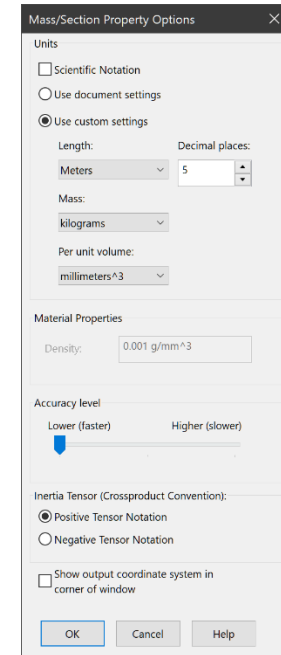 Mass/Section Property Options
Units
Scientific Notation
Use document settings
Use custom settings
Length: Decimal places:
Meters 5
Mass:
kilograms
Per unit volume:
millimeters^3
Material Properties
Density: 0.001 g/mm^3
Accuracy level
Lower (faster) Higher (slower)
Inertia Tensor (Crossproduct Convention):
Positive Tensor Notation
Negative Tensor Notation
Show output coordinate system in
corner of window
OK Cancel Help